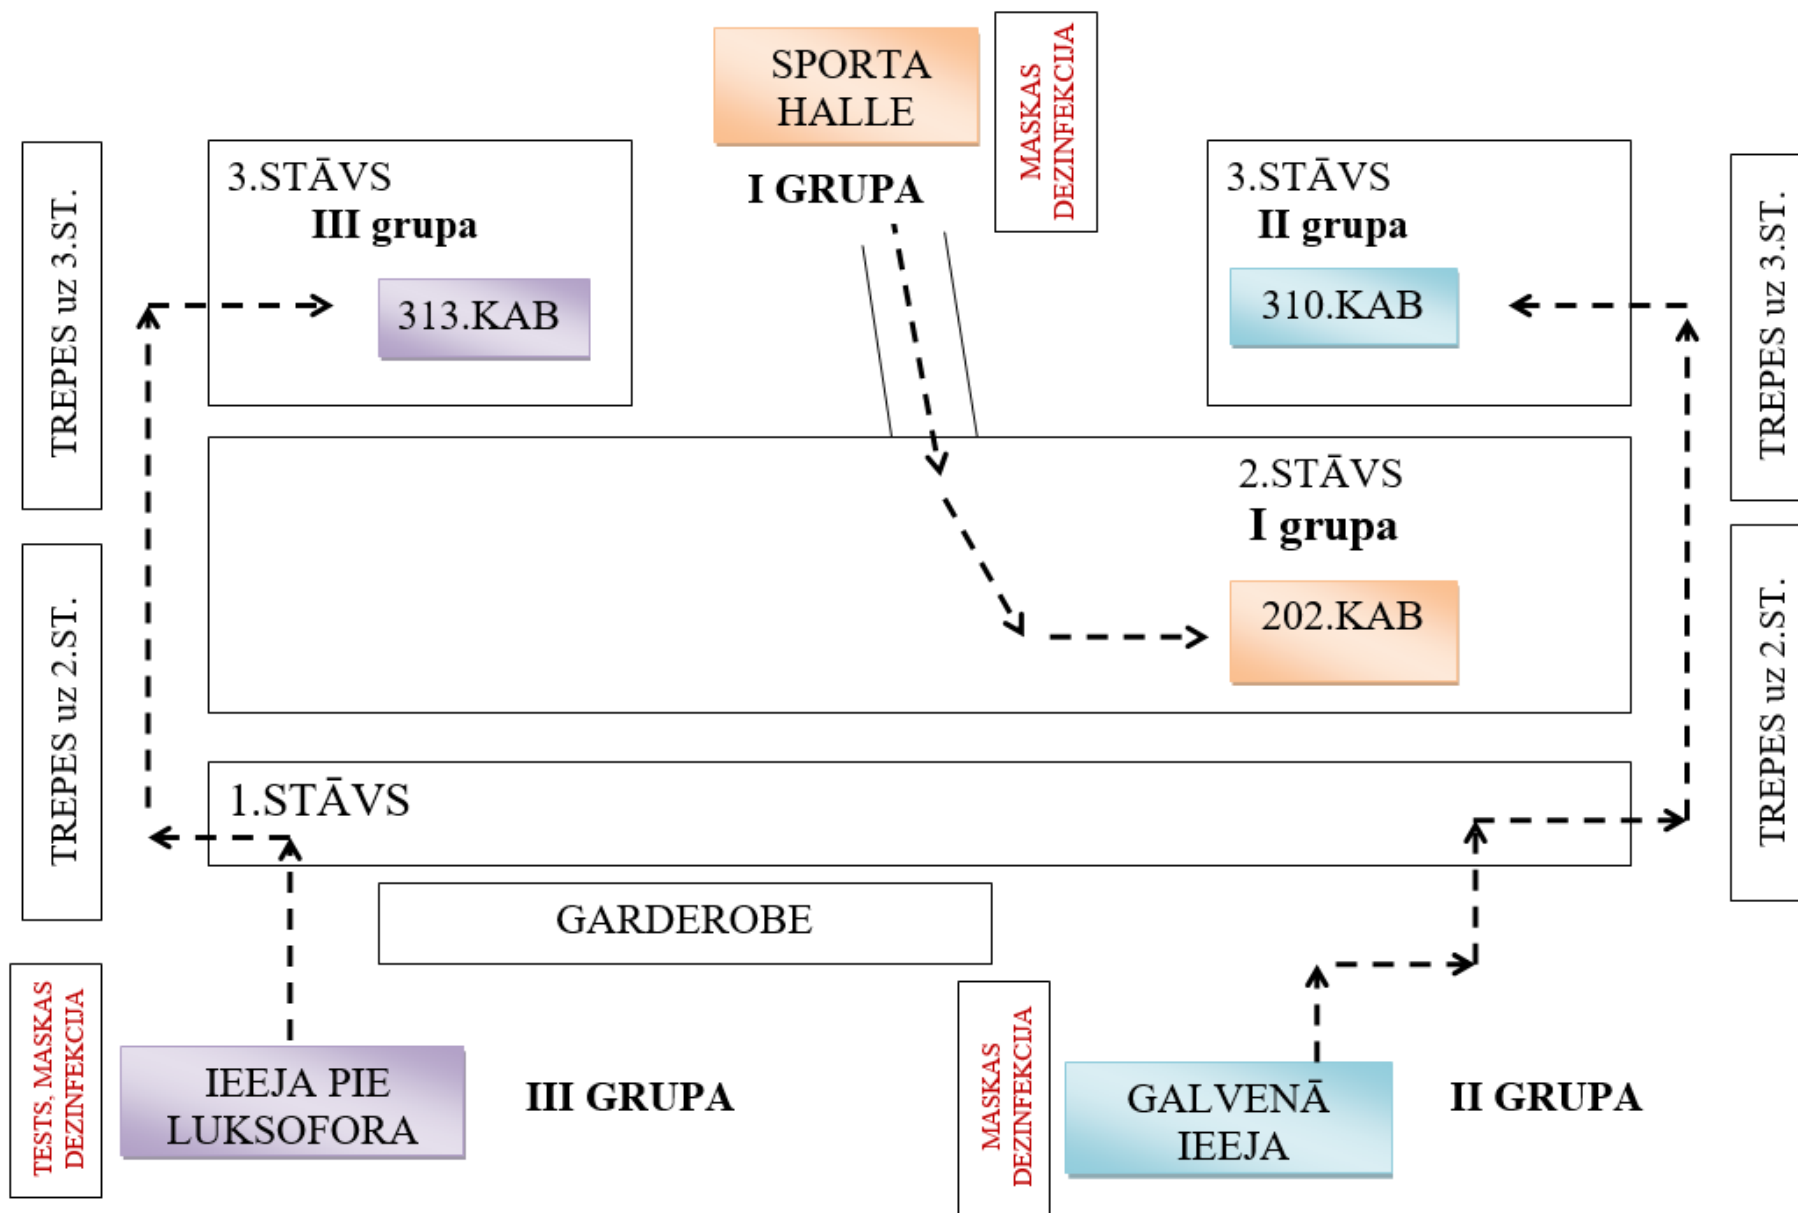 SPORTA
HALLE
MASKAS
DEZINFEKCIJA
I GRUPA
TREPES uz 3.ST.
3.STĀVS
III grupa
313.KAB
3.STĀVS
II grupa
310.KAB
TREPES uz 3.ST.
2.STĀVS
I grupa
202.KAB
TREPES uz 2.ST.
TREPES uz 2.ST.
1.STĀVS
GARDEROBE
TESTS, MASKAS
DEZINFEKCIJA
IEEJA PIE
LUKSOFORA
III GRUPA
MASKAS
DEZINFEKCIJA
GALVENĀ
IEEJA
II GRUPA